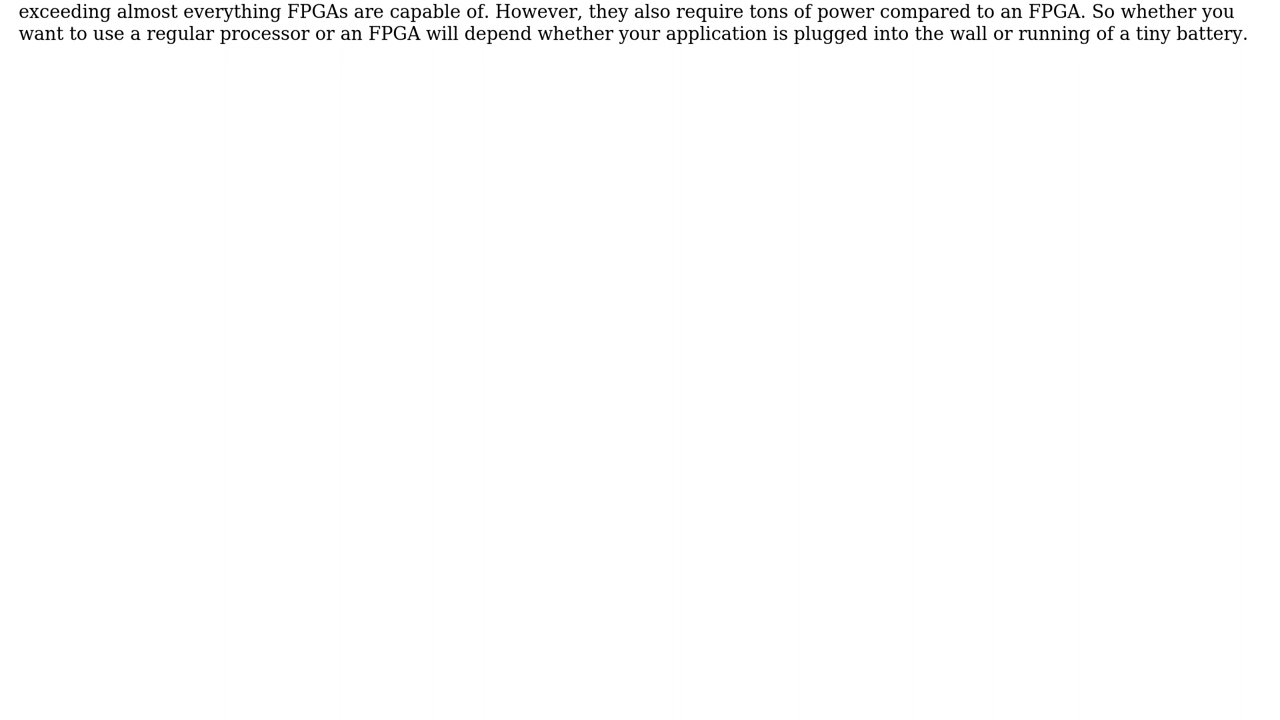 exceeding almost everything FPGAs are capable of. However, they also require tons of power compared to an FPGA. So whether you
want to use a regular processor or an FPGA will depend whether your application is plugged into the wall or running of a tiny battery.